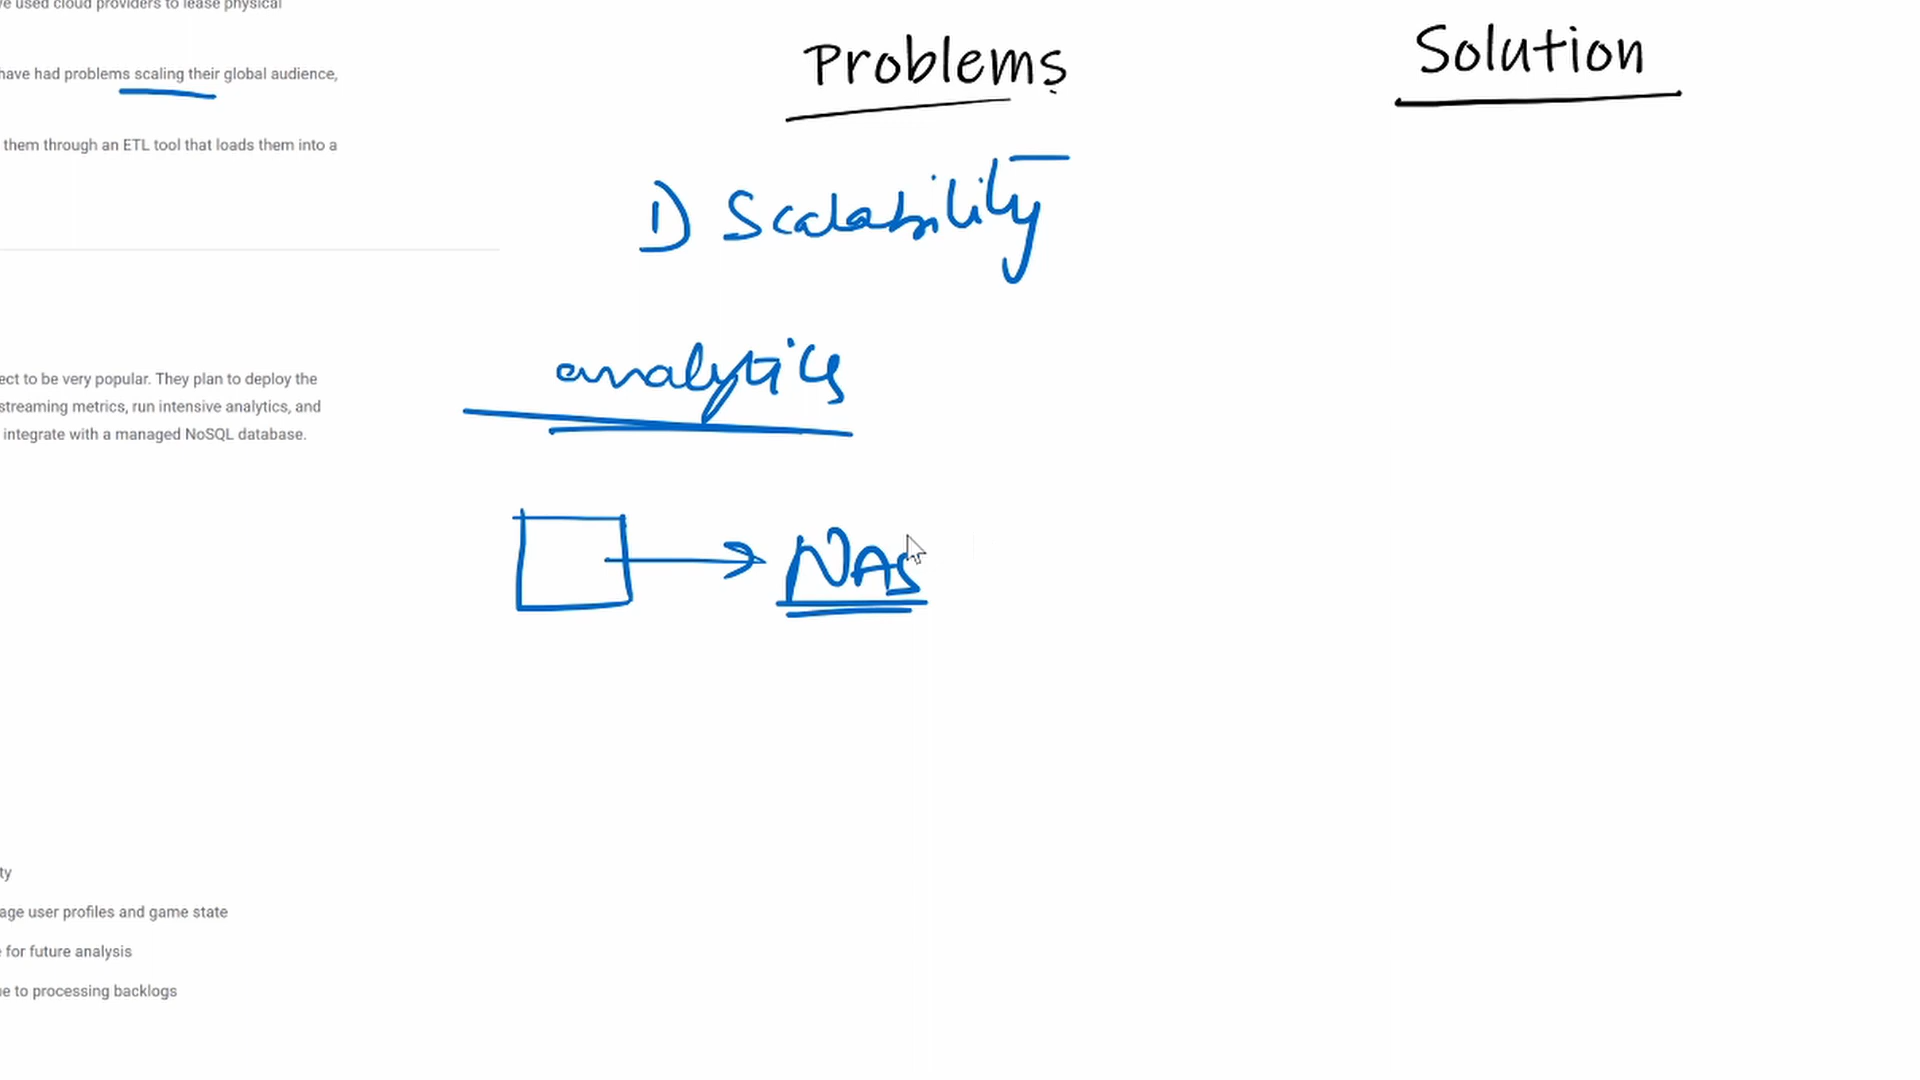 used cloud providers to lease physical
have had problems scaling their global audience,
them through an ETL tool that loads them into a
Problems
Solution
1) Scalability
analytics
ect to be very popular. They plan to deploy the
streaming metrics, run intensive analytics, and
integrate with a managed NoSQL database.
NAS
ty
age user profiles and game state
for future analysis
e to processing backlogs